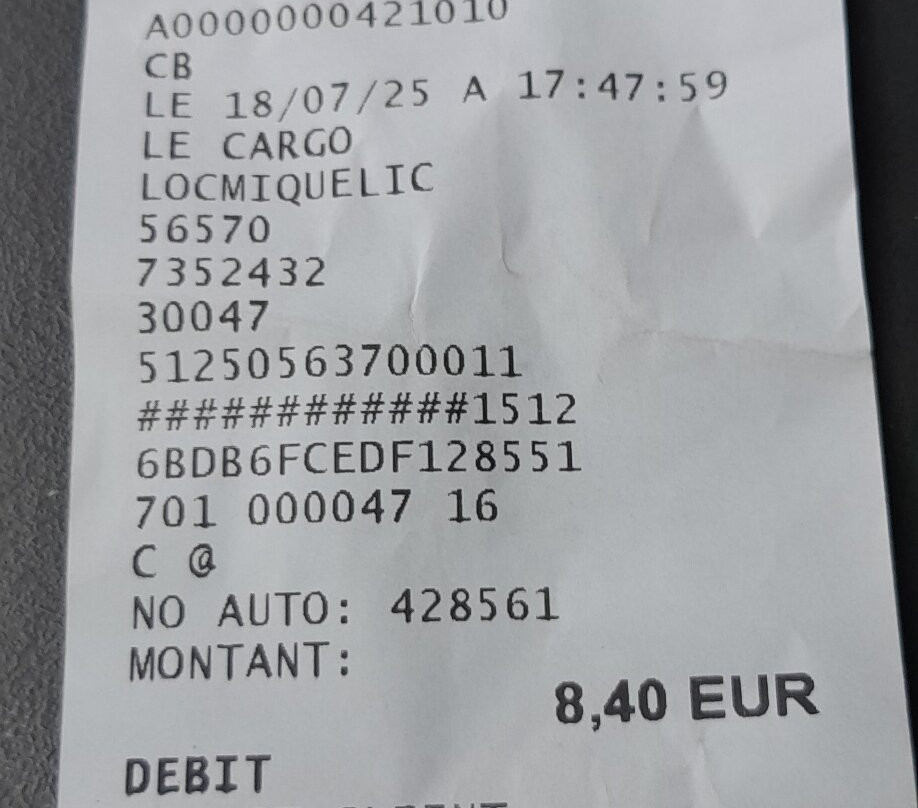 A0000000421010
CB
LE 18/07/25 A 17:47:59
LE CARGO
LOCMIQUELIC
56570
7352432
30047
51250563700011
############1512
6BDB6FCEDF128551
701 000047 16
C @
NO AUTO: 428561
MONTANT:
8,40 EUR
DEBIT